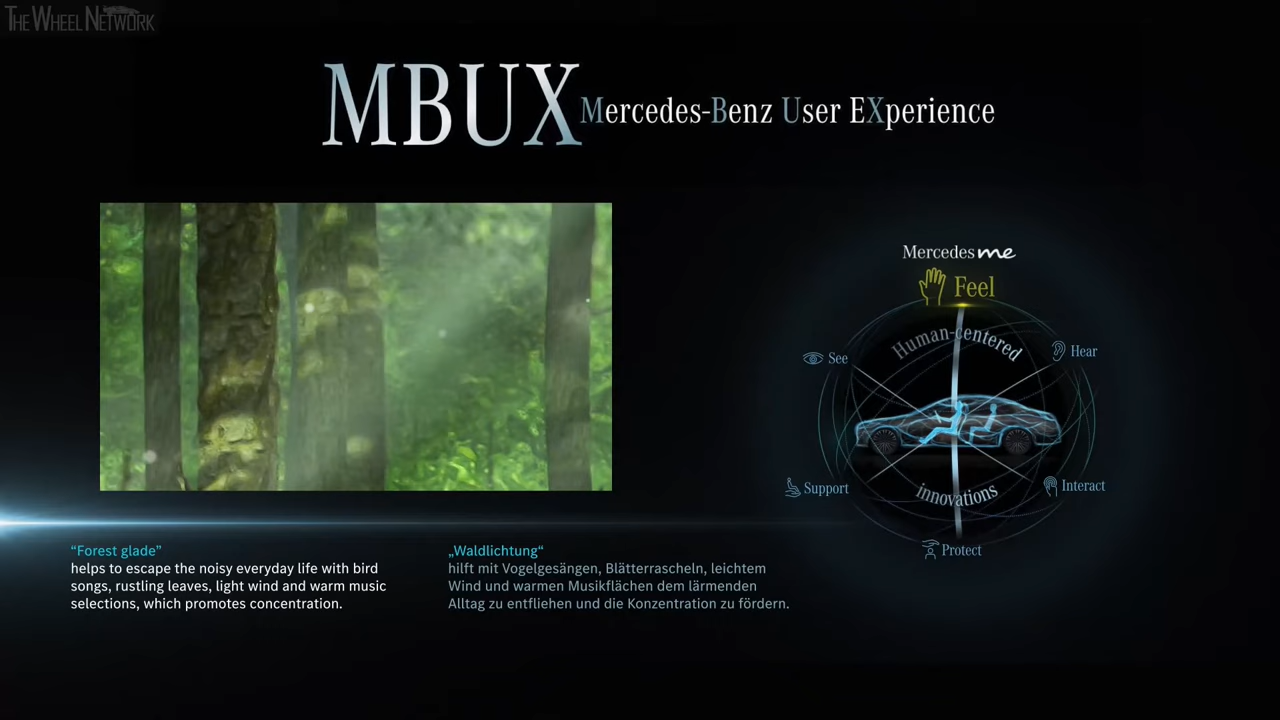 THE WHEEL NETWORK
MBUX Mercedes-Benz User EXperience
Mercedes me
Feel
Human-centered
See
Hear
Support
innovations
Interact
Protect
“Forest glade”
helps to escape the noisy everyday life with bird
songs, rustling leaves, light wind and warm music
selections, which promotes concentration.
„Waldlichtung“
hilft mit Vogelgesängen, Blätterrascheln, leichtem
Wind und warmen Musikflächen dem lärmenden
Alltag zu entfliehen und die Konzentration zu fördern.